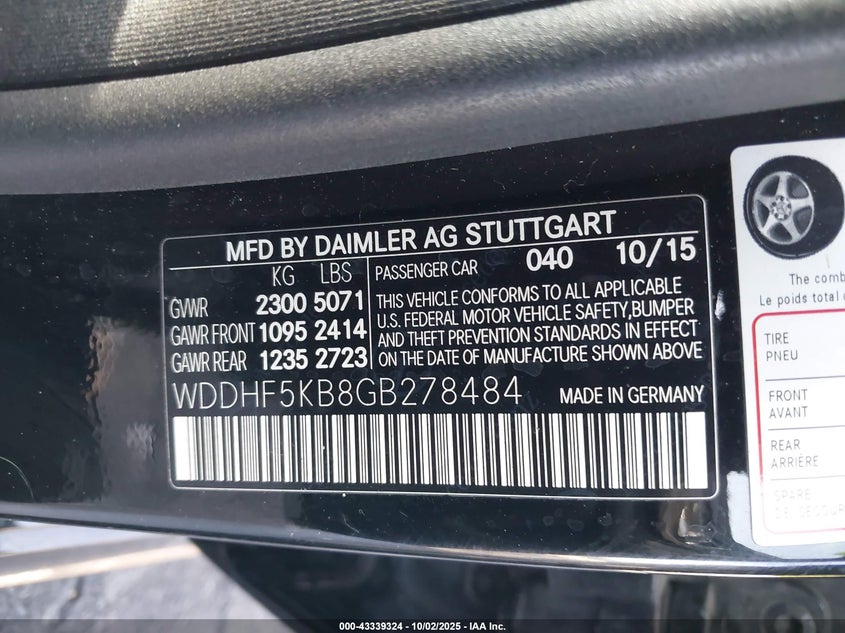 MFD BY DAIMLER AG STUTTGART
KG LBS
GVWR 2300 5071
GAWR FRONT 1095 2414
GAWR REAR 1235 2723
PASSENGER CAR 040 10/15
THIS VEHICLE CONFORMS TO ALL APPLICABLE
U.S. FEDERAL MOTOR VEHICLE SAFETY,BUMPER
AND THEFT PREVENTION STANDARDS IN EFFECT
ON THE DATE OF MANUFACTURE SHOWN ABOVE
WDDHF5KB8GB278484 MADE IN GERMANY
The comb
Le poids total
TIRE
PNEU
FRONT
AVANT
REAR
ARRIÈRE
SPARE
DE SECOUR
000-43339324 - 10/02/2025 - IAA Inc.